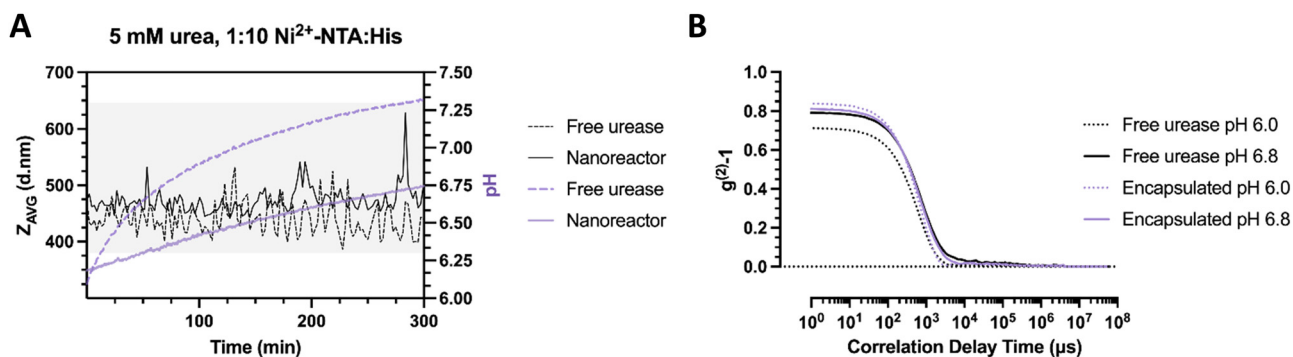 A
5 mM urea, 1:10 Ni²⁺-NTA:His
700
600
500
400
Z_AVG (d.nm)
7.50
7.25
7.00
6.75
6.50
6.25
6.00
pH
100
200
300
Time (min)
Free urease
Nanoreactor
Free urease
Nanoreactor
B
1.0
0.8
0.6
0.4
0.2
0.0
g⁽²⁾-1
10⁰ 10¹ 10² 10³ 10⁴ 10⁵ 10⁶ 10⁷ 10⁸
Correlation Delay Time (µs)
Free urease pH 6.0
Free urease pH 6.8
Encapsulated pH 6.0
Encapsulated pH 6.8